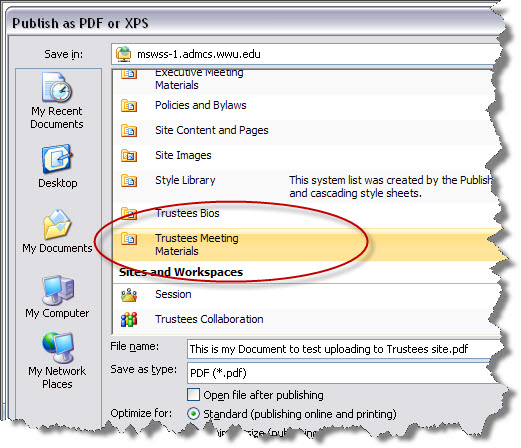 Publish as PDF or XPS
Save in: mswss-1.admcs.wwu.edu
My Recent
Documents
Desktop
My Documents
My Computer
My Network
Places
Executive Meeting
Materials
Policies and Bylaws
Site Content and Pages
Site Images
Style Library This system list was created by the Publish
and cascading style sheets.
Trustees Bios
Trustees Meeting
Materials
Sites and Workspaces
Session
Trustees Collaboration
File name: This is my Document to test uploading to Trustees site.pdf
Save as type: PDF (*.pdf)
Open file after publishing
Optimize for: Standard (publishing online and printing)